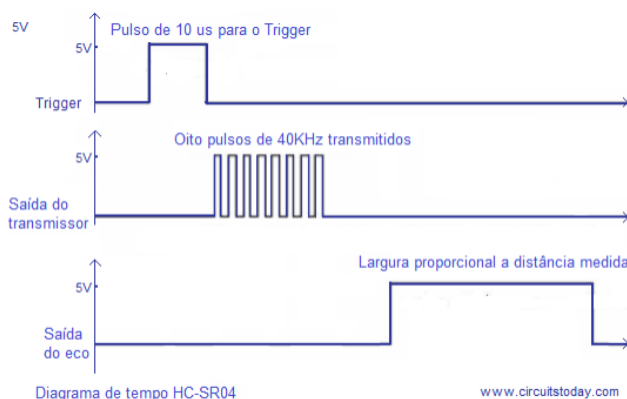 5V
Pulso de 10 us para o Trigger
5V
Trigger
Oito pulsos de 40KHz transmitidos
5V
Saída do
transmissor
Largura proporcional a distância medida
5V
Saída
do eco
Diagrama de tempo HC-SR04
www.circuitstoday.com